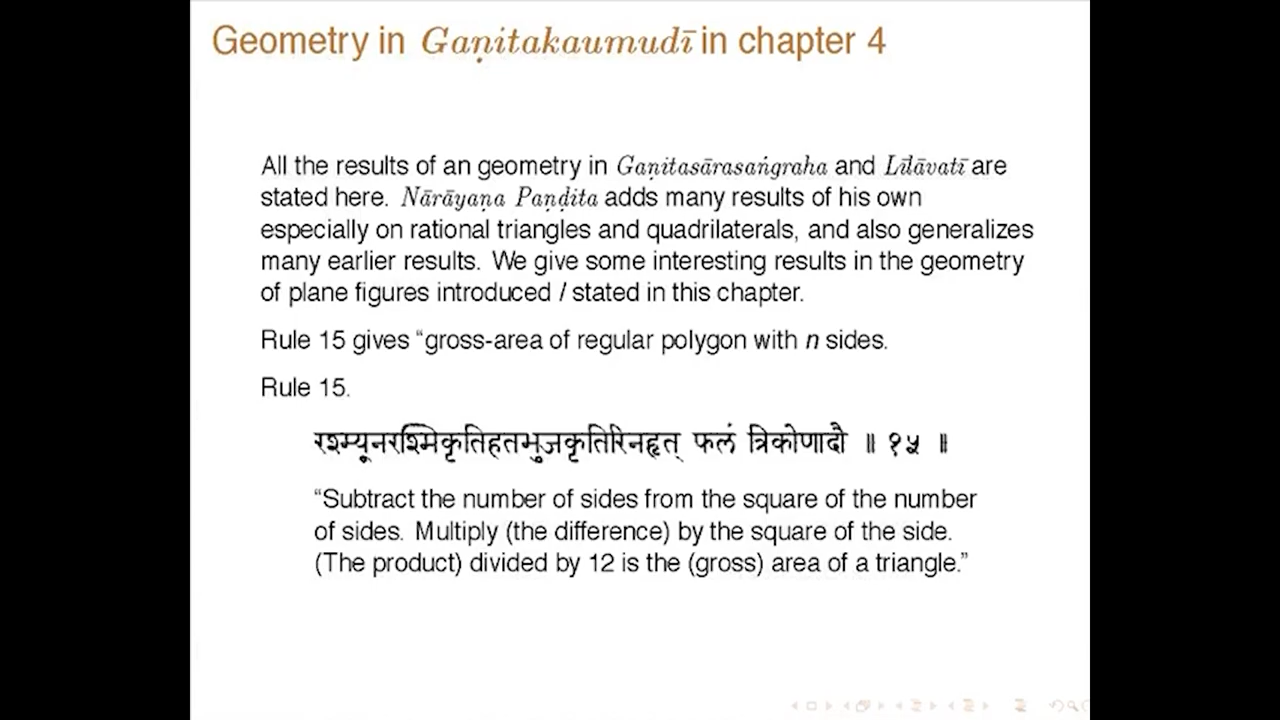 Geometry in Gaṇitakaumudī in chapter 4
All the results of an geometry in Gaṇitasārasaṅgraha and Līlāvatī are
stated here. Nārāyaṇa Paṇḍita adds many results of his own
especially on rational triangles and quadrilaterals, and also generalizes
many earlier results. We give some interesting results in the geometry
of plane figures introduced / stated in this chapter.
Rule 15 gives “gross-area of regular polygon with n sides.
Rule 15.
रश्म्यूनरश्मिकृतिहतभुजकृतिरिनहृत् फलं त्रिकोणादौ ॥ १५ ॥
“Subtract the number of sides from the square of the number
of sides. Multiply (the difference) by the square of the side.
(The product) divided by 12 is the (gross) area of a triangle.”